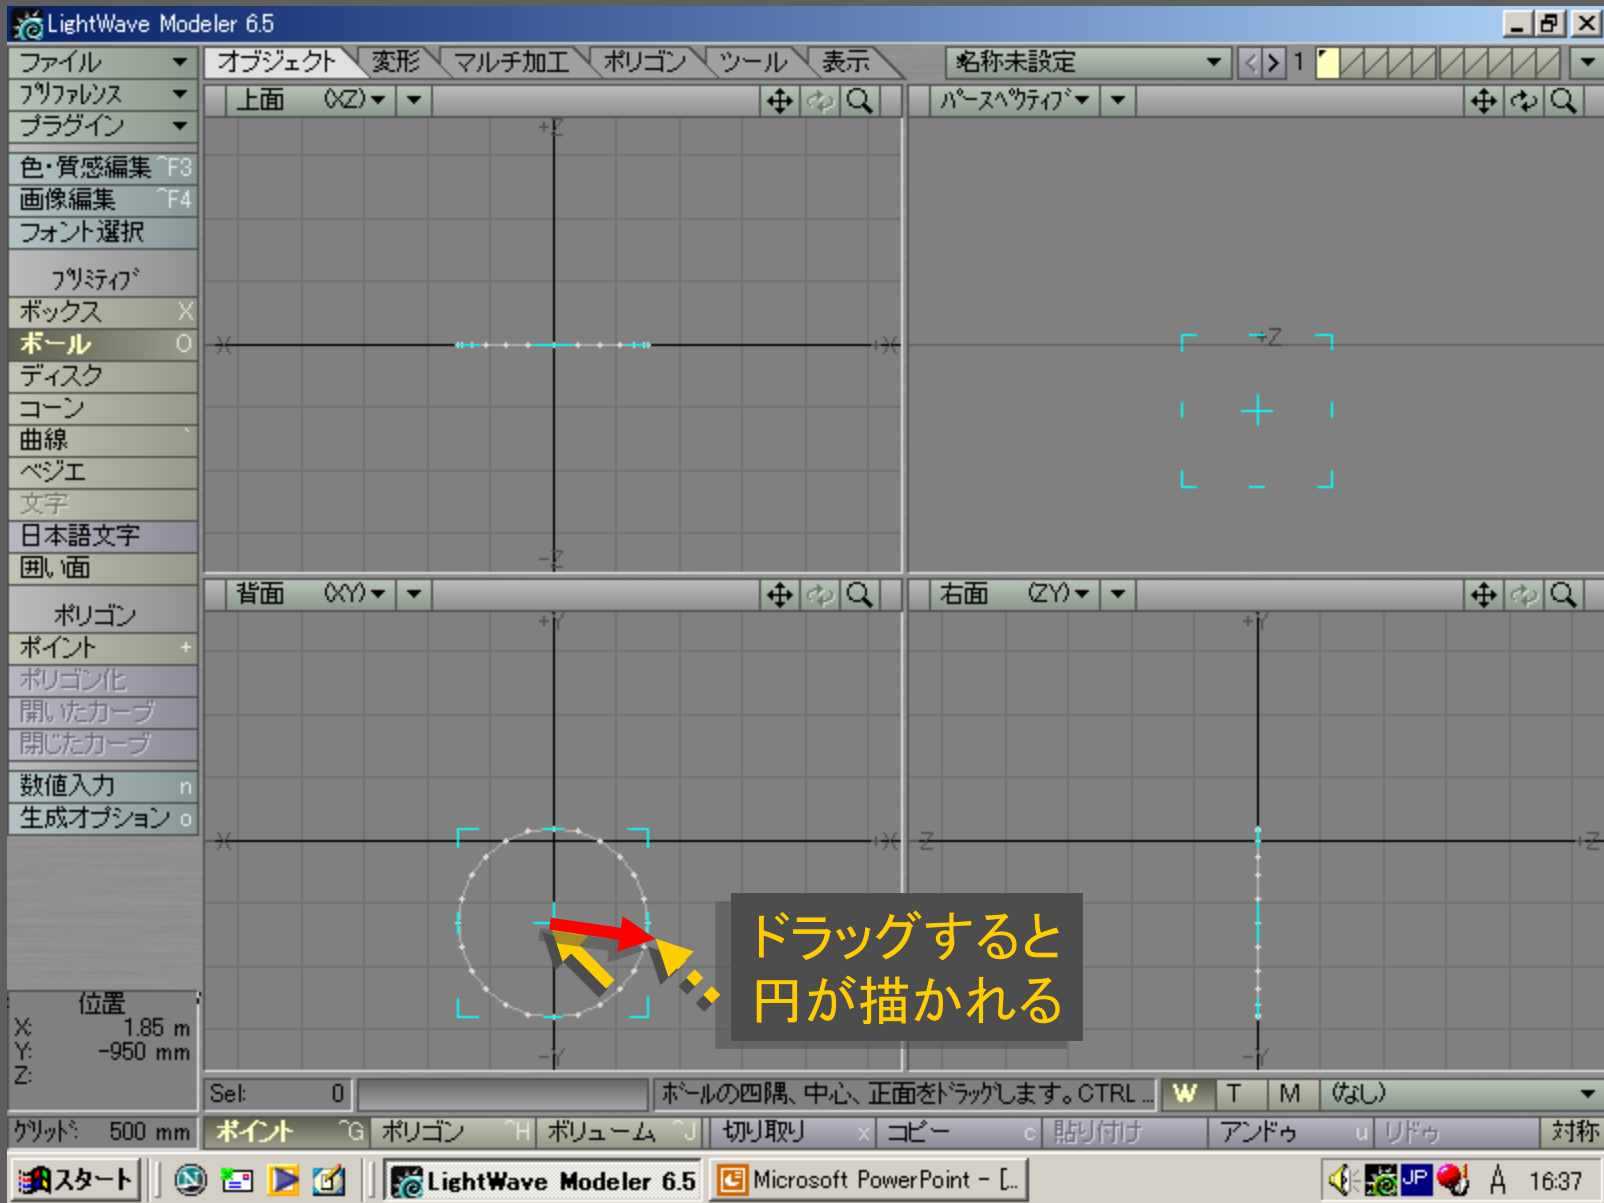 LightWave Modeler 6.5
ファイル
プリファレンス
プラグイン
オブジェクト 変形 マルチ加工 ポリゴン ツール 表示
名称未設定 < > 1
上面 (XZ)
パースペクティブ
色・質感編集 ^F3
画像編集 ^F4
フォント選択
プリミティブ
ボックス X
ボール O
ディスク
コーン
曲線 `
ベジエ
文字
日本語文字
囲い面
ポリゴン
ポイント +
ポリゴン化
開いたカーブ
閉じたカーブ
数値入力 n
生成オプション o
+Z
-X
+X
-Z
+Z
背面 (XY)
右面 (ZY)
+Y
-X
+X
-Y
+Y
-Z
+Z
-Y
ドラッグすると
円が描かれる
位置
X: 1.85 m
Y: -950 mm
Z:
Sel: 0
ボールの四隅、中心、正面をドラッグします。CTRL ...
W T M (なし)
グリッド: 500 mm
ポイント ^G ポリゴン ^H ボリューム ^J 切り取り x コピー c 貼り付け アンドゥ u リドゥ 対称
スタート
LightWave Modeler 6.5
Microsoft PowerPoint - [...
JP A 16:37